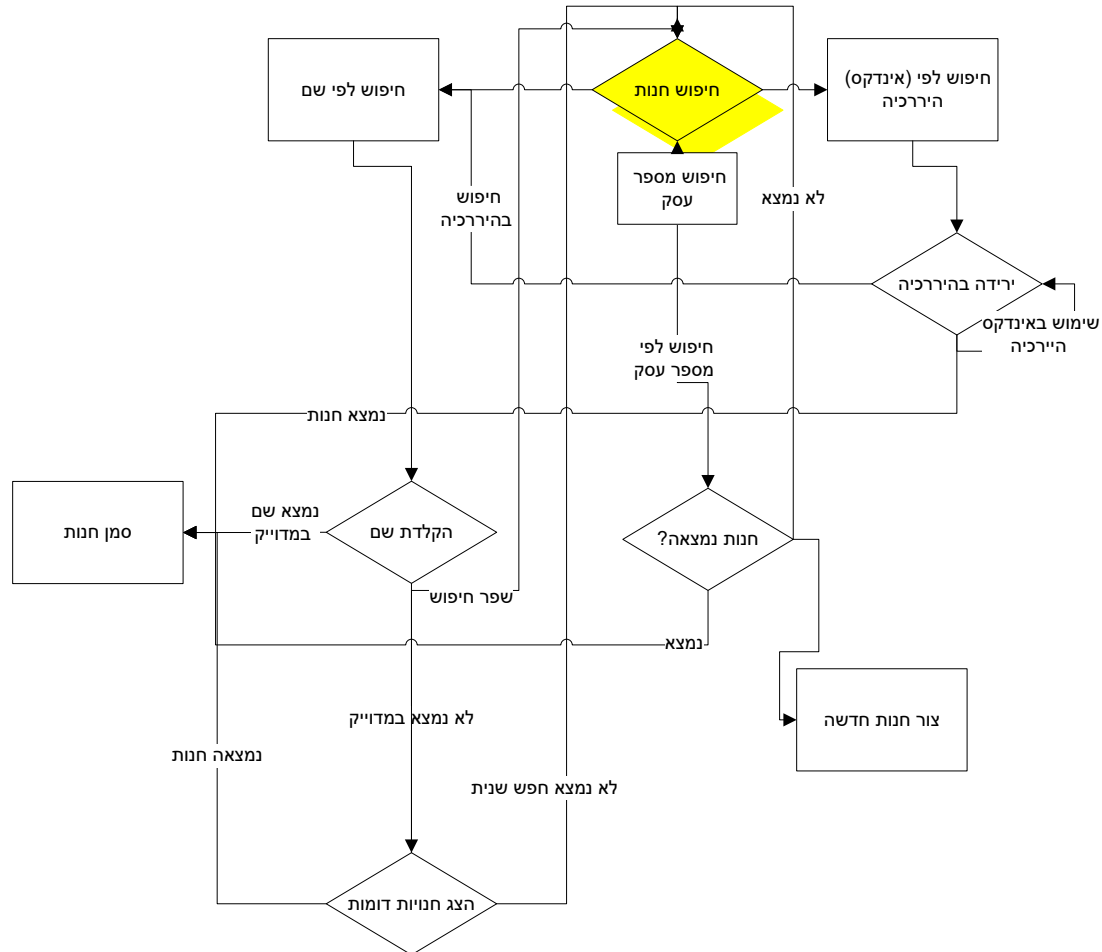 חיפוש לפי (אינדקס)
היררכיה
חיפוש חנות
חיפוש לפי שם
חיפוש מספר
עסק
לא נמצא
חיפוש
בהיררכיה
ירידה בהיררכיה
שימוש באינדקס
היירכיה
חיפוש לפי
מספר עסק
נמצא חנות
חנות נמצאה?
הקלדת שם
נמצא שם
במדוייק
סמן חנות
שפר חיפוש
נמצא
צור חנות חדשה
לא נמצא במדוייק
נמצאה חנות
לא נמצא חפש שנית
הצג חנויות דומות